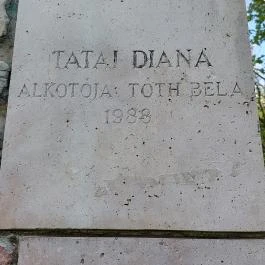 TATAI DIANA
ALKOTÓJA: TÓTH BÉLA
1988